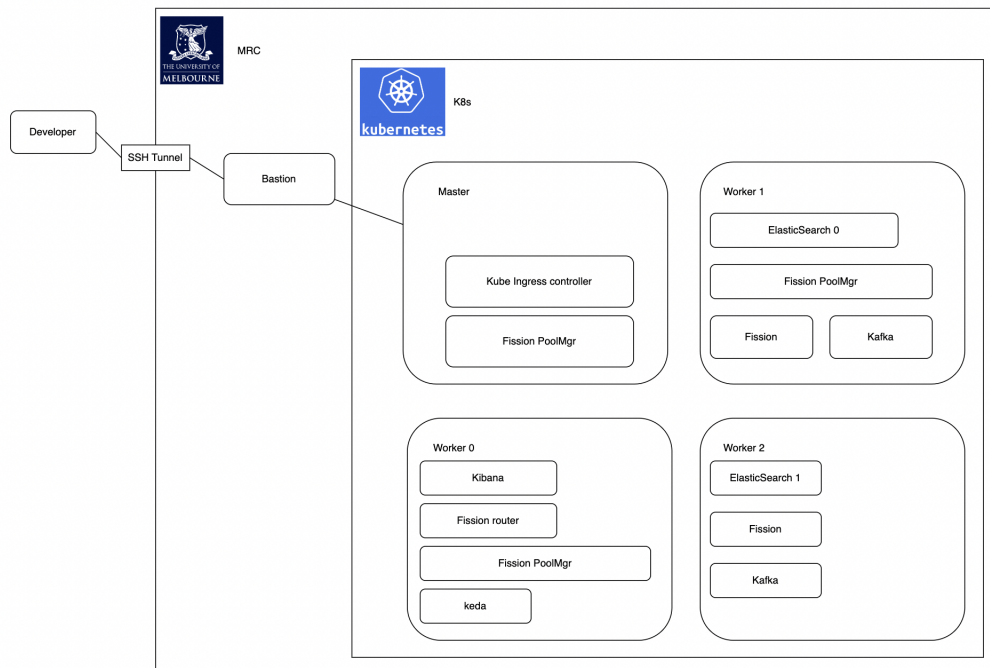 THE UNIVERSITY OF
MELBOURNE
MRC
kubernetes
K8s
Developer
SSH Tunnel
Bastion
Master
Kube Ingress controller
Fission PoolMgr
Worker 1
ElasticSearch 0
Fission PoolMgr
Fission
Kafka
Worker 0
Kibana
Fission router
Fission PoolMgr
keda
Worker 2
ElasticSearch 1
Fission
Kafka